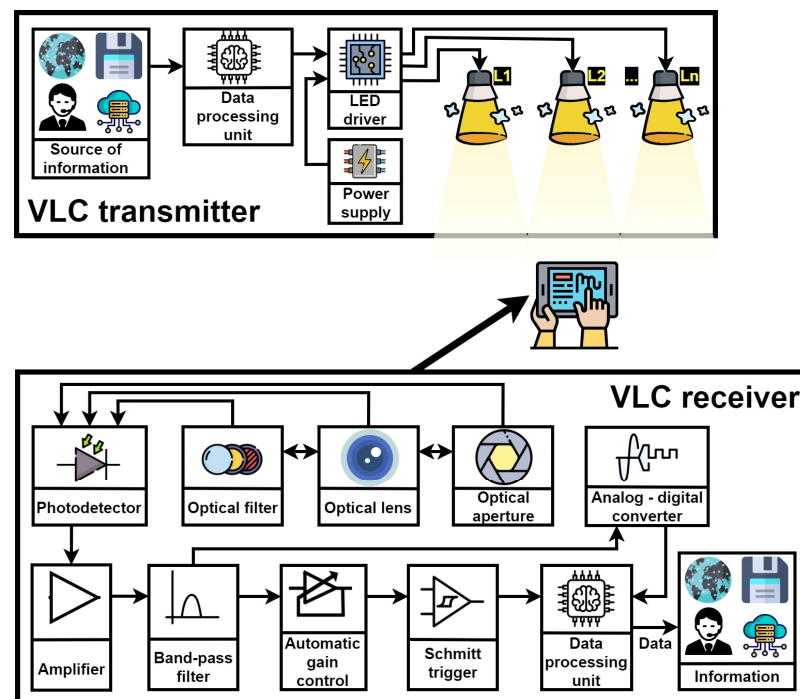 L1
L2
...
Ln
Source of
information
Data
processing
unit
LED
driver
Power
supply
VLC transmitter
VLC receiver
Photodetector
Optical filter
Optical lens
Optical
aperture
Analog - digital
converter
Amplifier
Band-pass
filter
Automatic
gain
control
Schmitt
trigger
Data
processing
unit
Data
Information